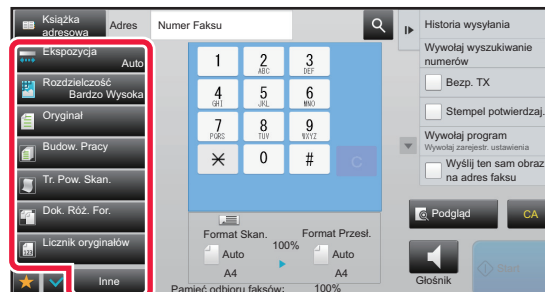 Książka
adresowa
Adres
Numer Faksu
Ekspozycja
Auto
Rozdzielczość
Bardzo Wysoka
Oryginał
Budow. Pracy
Tr. Pow. Skan.
Dok. Róż. For.
Licznik oryginałów
Inne
1
2
ABC
3
DEF
4
GHI
5
JKL
6
MNO
7
PQRS
8
TUV
9
WXYZ
0
#
C
Format Skan.
100%
Format Przesł.
Auto
A4
Auto
A4
Pamięć odbioru faksów: 100%
Historia wysyłania
Wywołaj wyszukiwanie
numerów
Bezp. TX
Stempel potwierdzaj.
Wywołaj program
Wywołaj zarejestr. ustawienia
Wyślij ten sam obraz
na adres faksu
Podgląd
CA
Głośnik
Start